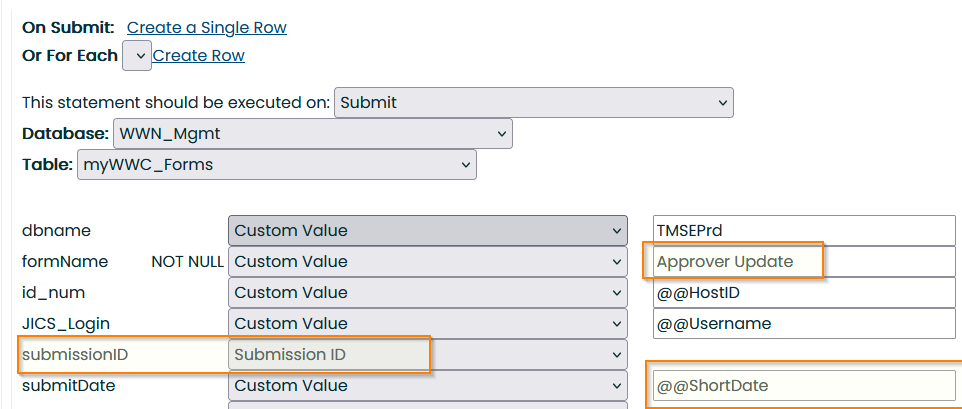 On Submit: Create a Single Row
Or For Each Create Row
This statement should be executed on: Submit
Database: WWN_Mgmt
Table: myWWC_Forms
dbname Custom Value TMSEPrd
formName NOT NULL Custom Value Approver Update
id_num Custom Value @@HostID
JICS_Login Custom Value @@Username
submissionID Submission ID
submitDate Custom Value @@ShortDate